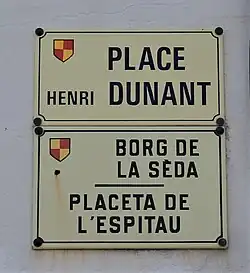 PLACE
HENRI DUNANT
BORG DE
LA SÈDA
PLACETA DE
L'ESPITAU